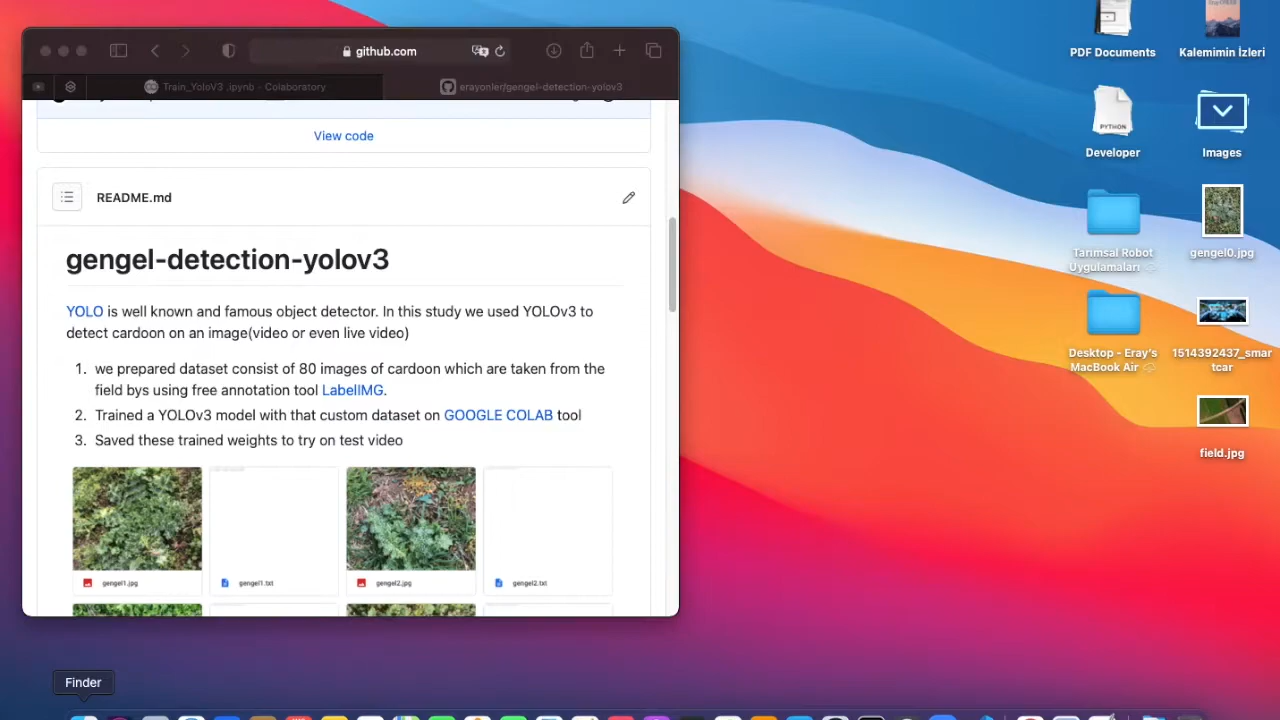 github.com
Train_YoloV3 .ipynb - Colaboratory
erayonler/gengel-detection-yolov3
View code
README.md
gengel-detection-yolov3
YOLO is well known and famous object detector. In this study we used YOLOv3 to
detect cardoon on an image(video or even live video)
1. we prepared dataset consist of 80 images of cardoon which are taken from the
field bys using free annotation tool LabelIMG.
2. Trained a YOLOv3 model with that custom dataset on GOOGLE COLAB tool
3. Saved these trained weights to try on test video
gengel1.jpg
gengel1.txt
gengel2.jpg
gengel2.txt
PDF Documents
Kalemimin İzleri
PYTHON
Developer
Images
Tarımsal Robot
Uygulamaları
gengel0.jpg
Desktop - Eray's
MacBook Air
1514392437_smar
tcar
field.jpg
Finder